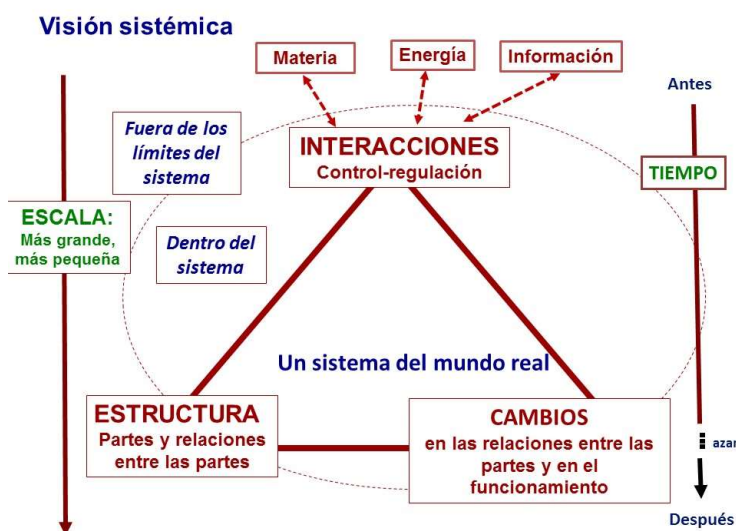 Visión sistémica
Materia
Energía
Información
Antes
Fuera de los
límites del
sistema
INTERACCIONES
Control-regulación
TIEMPO
ESCALA:
Más grande,
más pequeña
Dentro del
sistema
Un sistema del mundo real
ESTRUCTURA
Partes y relaciones
entre las partes
CAMBIOS
en las relaciones entre las
partes y en el
funcionamiento
azar
Después